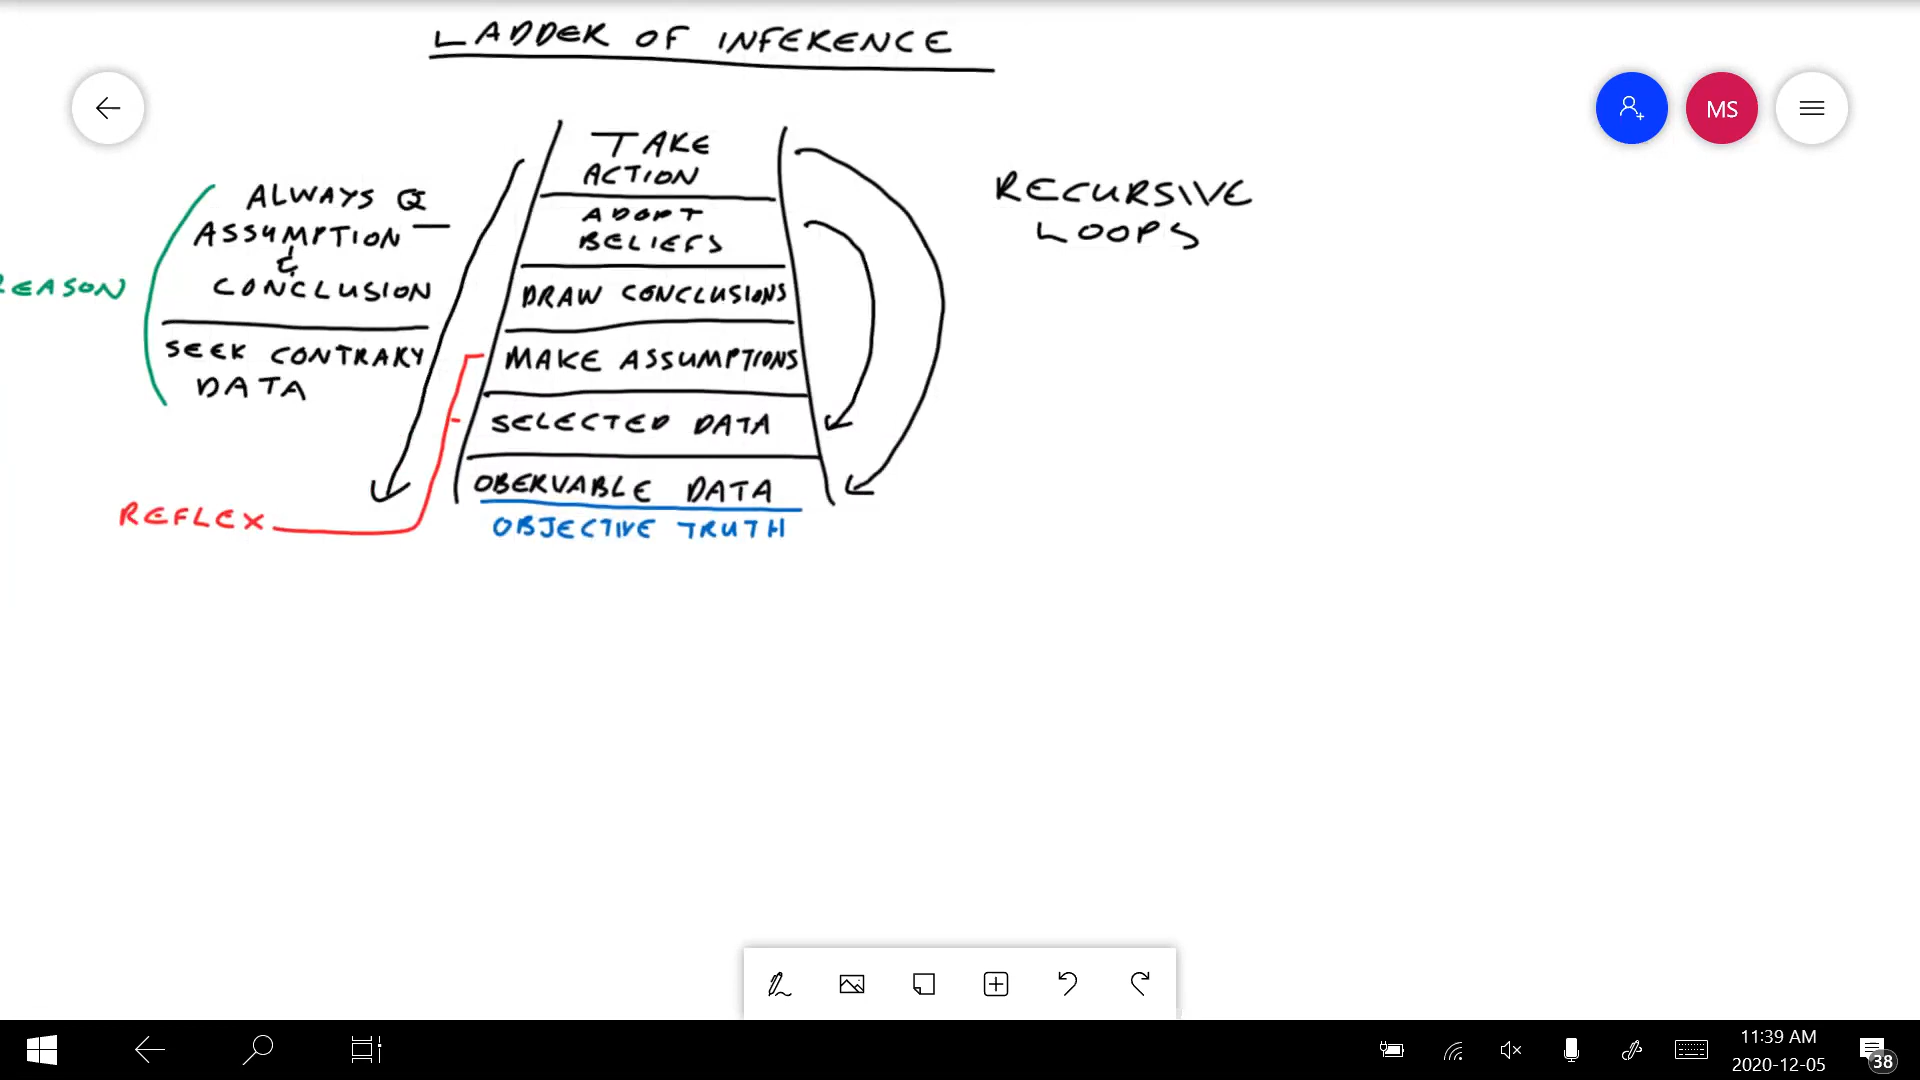 LADDER OF INFERENCE
MS
TAKE
ACTION
ADOPT
BELIEFS
DRAW CONCLUSIONS
MAKE ASSUMPTIONS
SELECTED DATA
OBERVABLE DATA
OBJECTIVE TRUTH
ALWAYS Q
ASSUMPTION
&
CONCLUSION
SEEK CONTRARY
DATA
EASON
REFLEX
RECURSIVE
LOOPS
11:39 AM
2020-12-05
38